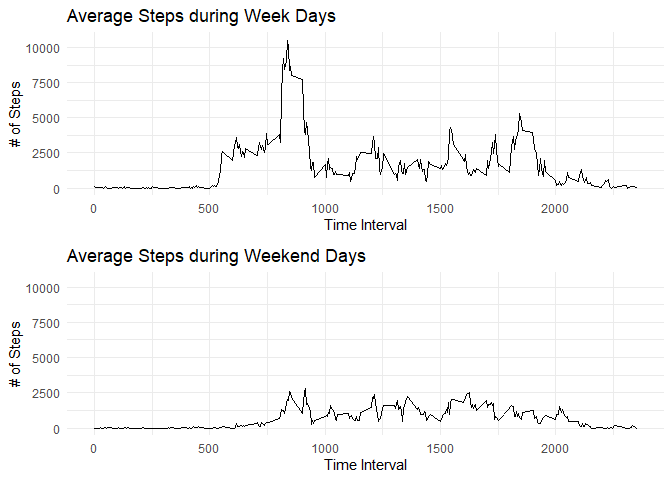 Average Steps during Week Days
# of Steps
10000
7500
5000
2500
0
0 500 1000 1500 2000
Time Interval
Average Steps during Weekend Days
# of Steps
10000
7500
5000
2500
0
0 500 1000 1500 2000
Time Interval